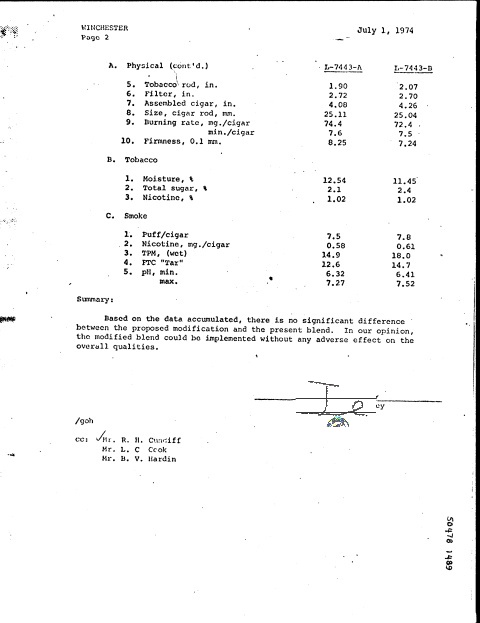 WINCHESTER
Page 2
July 1, 1974
A. Physical (cont'd.) L-7443-A L-7443-B
5. Tobacco rod, in. 1.90 2.07
6. Filter, in. 2.72 2.70
7. Assembled cigar, in. 4.08 4.26
8. Size, cigar rod, mm. 25.11 25.04
9. Burning rate, mg./cigar 74.4 72.4
min./cigar 7.6 7.5
10. Firmness, 0.1 mm. 8.25 7.24
B. Tobacco
1. Moisture, % 12.54 11.45
2. Total sugar, % 2.1 2.4
3. Nicotine, % 1.02 1.02
C. Smoke
1. Puff/cigar 7.5 7.8
2. Nicotine, mg./cigar 0.58 0.61
3. TPM, (wet) 14.9 18.0
4. FTC "Tar" 12.6 14.7
5. pH, min. 6.32 6.41
max. 7.27 7.52
Summary:
Based on the data accumulated, there is no significant difference
between the proposed modification and the present blend. In our opinion,
the modified blend could be implemented without any adverse effect on the
overall qualities.
ey
/goh
cc: Mr. R. H. Cundiff
Mr. L. C Cook
Mr. B. V. Hardin
50478 1489